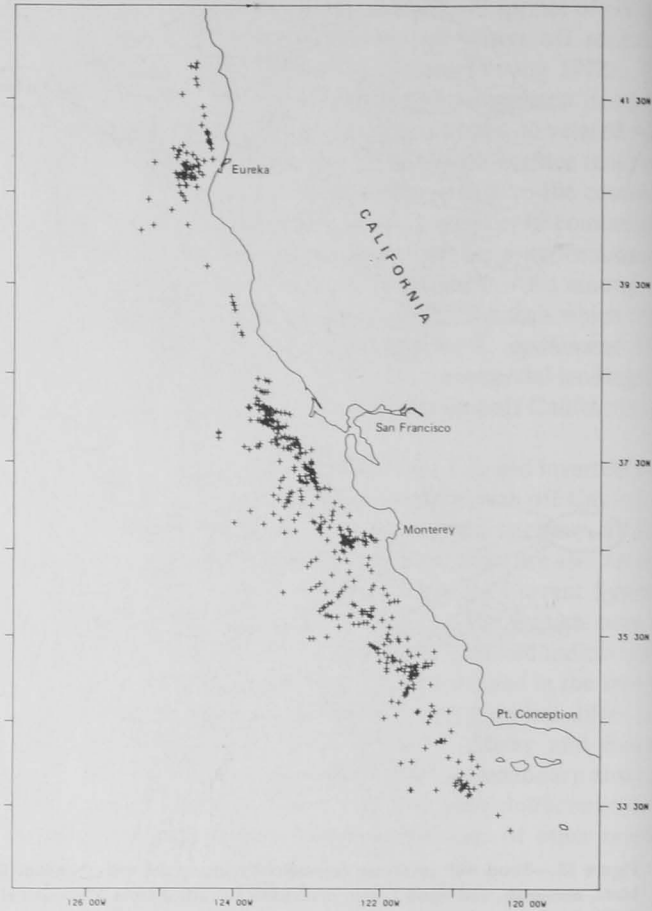 41 30N
Eureka
CALIFORNIA
39 30N
San Francisco
37 30N
Monterey
35 30N
Pt. Conception
33 30N
126 00W
124 00W
122 00W
120 00W